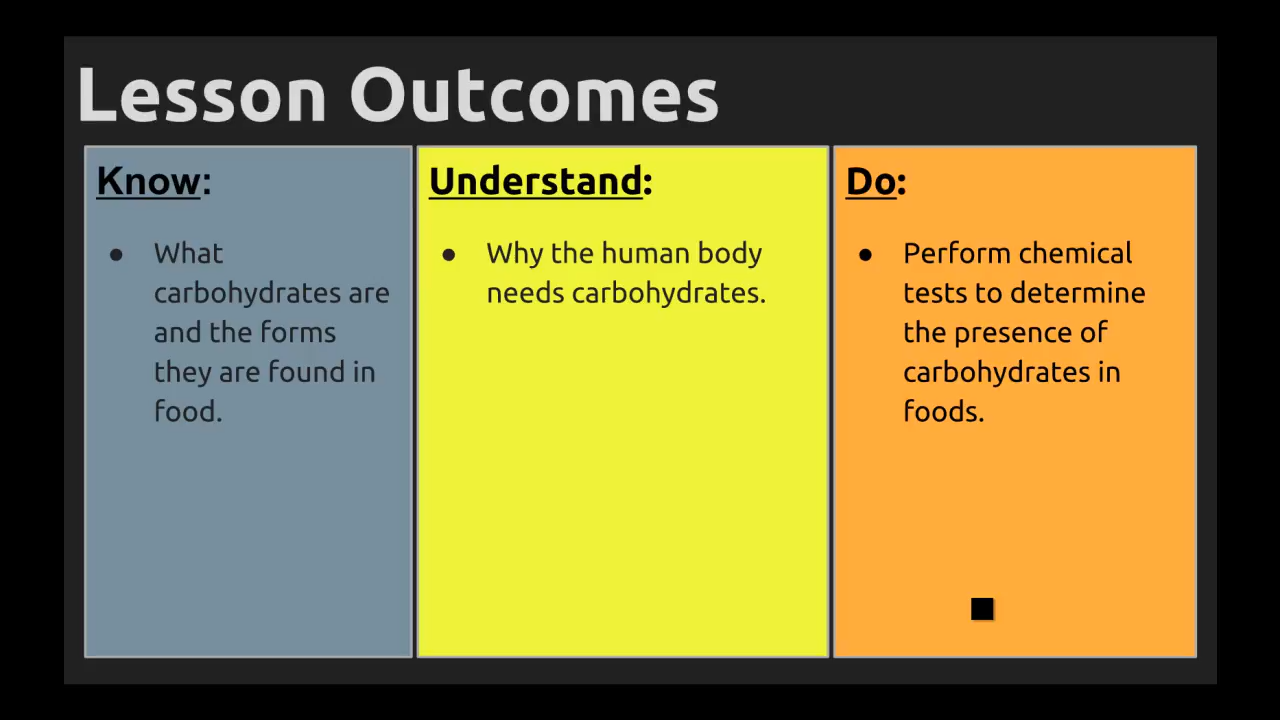 Lesson Outcomes
Know:
● What
carbohydrates are
and the forms
they are found in
food.
Understand:
● Why the human body
needs carbohydrates.
Do:
● Perform chemical
tests to determine
the presence of
carbohydrates in
foods.